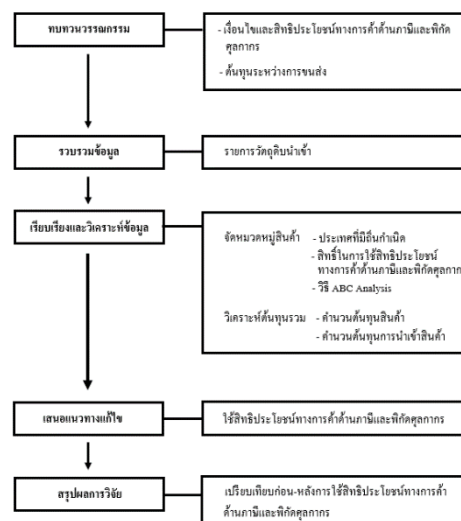 ทบทวนวรรณกรรม
- เงื่อนไขและสิทธิประโยชน์ทางการค้าด้านภาษีและพิกัด
ศุลกากร
- ต้นทุนระหว่างการขนส่ง
รวบรวมข้อมูล
รายการวัตถุดิบนำเข้า
เรียบเรียงและวิเคราะห์ข้อมูล
จัดหมวดหมู่สินค้า - ประเทศที่มีถิ่นกำเนิด
- สิทธิ์ในการใช้สิทธิประโยชน์
ทางการค้าด้านภาษีและพิกัดศุลกากร
- วิธี ABC Analysis
วิเคราะห์ต้นทุนรวม - คำนวนต้นทุนสินค้า
- คำนวนต้นทุนการนำเข้าสินค้า
เสนอแนวทางแก้ไข
ใช้สิทธิประโยชน์ทางการค้าด้านภาษีและพิกัดศุลกากร
สรุปผลการวิจัย
เปรียบเทียบก่อน-หลังการใช้สิทธิประโยชน์ทางการค้า
ด้านภาษีและพิกัดศุลกากร